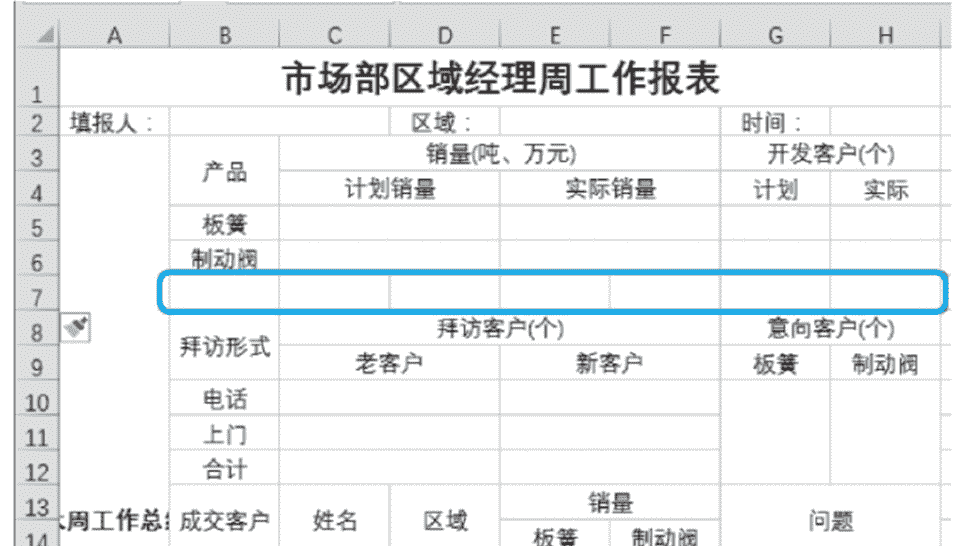 A B C D E F G H
1 市场部区域经理周工作报表
2 填报人： 区域： 时间：
3 产品 销量(吨、万元) 开发客户(个)
4 计划销量 实际销量 计划 实际
5 板簧
6 制动阀
7
8 拜访形式 拜访客户(个) 意向客户(个)
9 老客户 新客户 板簧 制动阀
10 电话
11 上门
12 合计
13 周工作总 成交客户 姓名 区域 销量 问题
14 板簧 制动阀